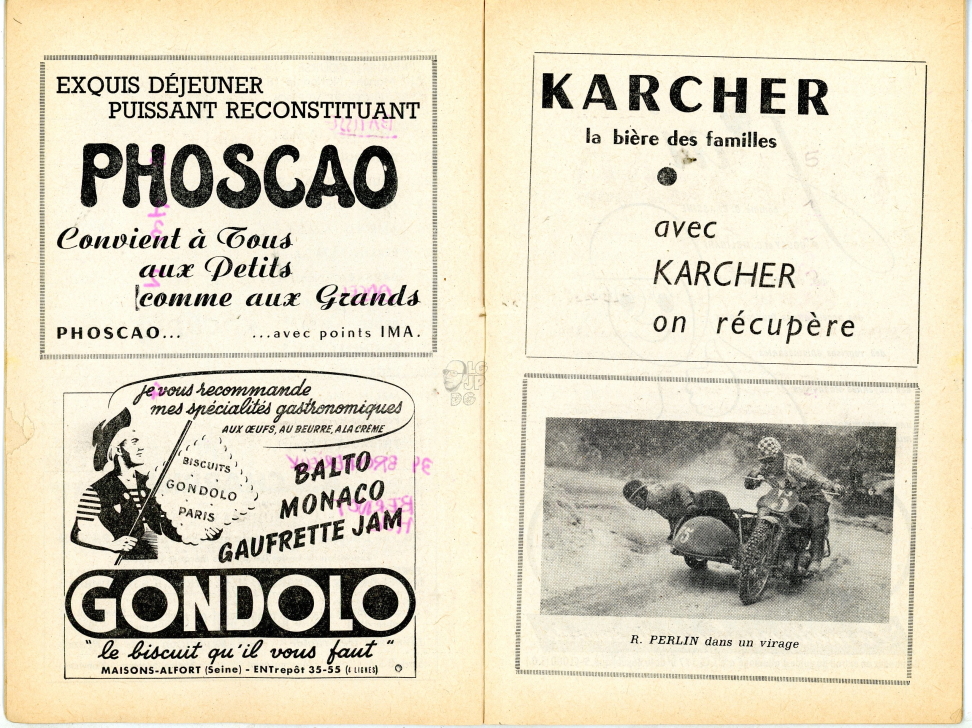 EXQUIS DÉJEUNER
PUISSANT RECONSTITUANT
PHOSCAO
Convient à Tous
aux Petits
comme aux Grands
PHOSCAO... ...avec points IMA.
je vous recommande
mes spécialités gastronomiques
AUX ŒUFS, AU BEURRE, A LA CRÈME
BISCUITS
GONDOLO
PARIS
BALTO
MONACO
GAUFRETTE JAM
GONDOLO
"le biscuit qu'il vous faut"
MAISONS-ALFORT (Seine) - ENTrepôt 35-55 (4 LIGNES)
KARCHER
la bière des familles
avec
KARCHER
on récupère
15
R. PERLIN dans un virage